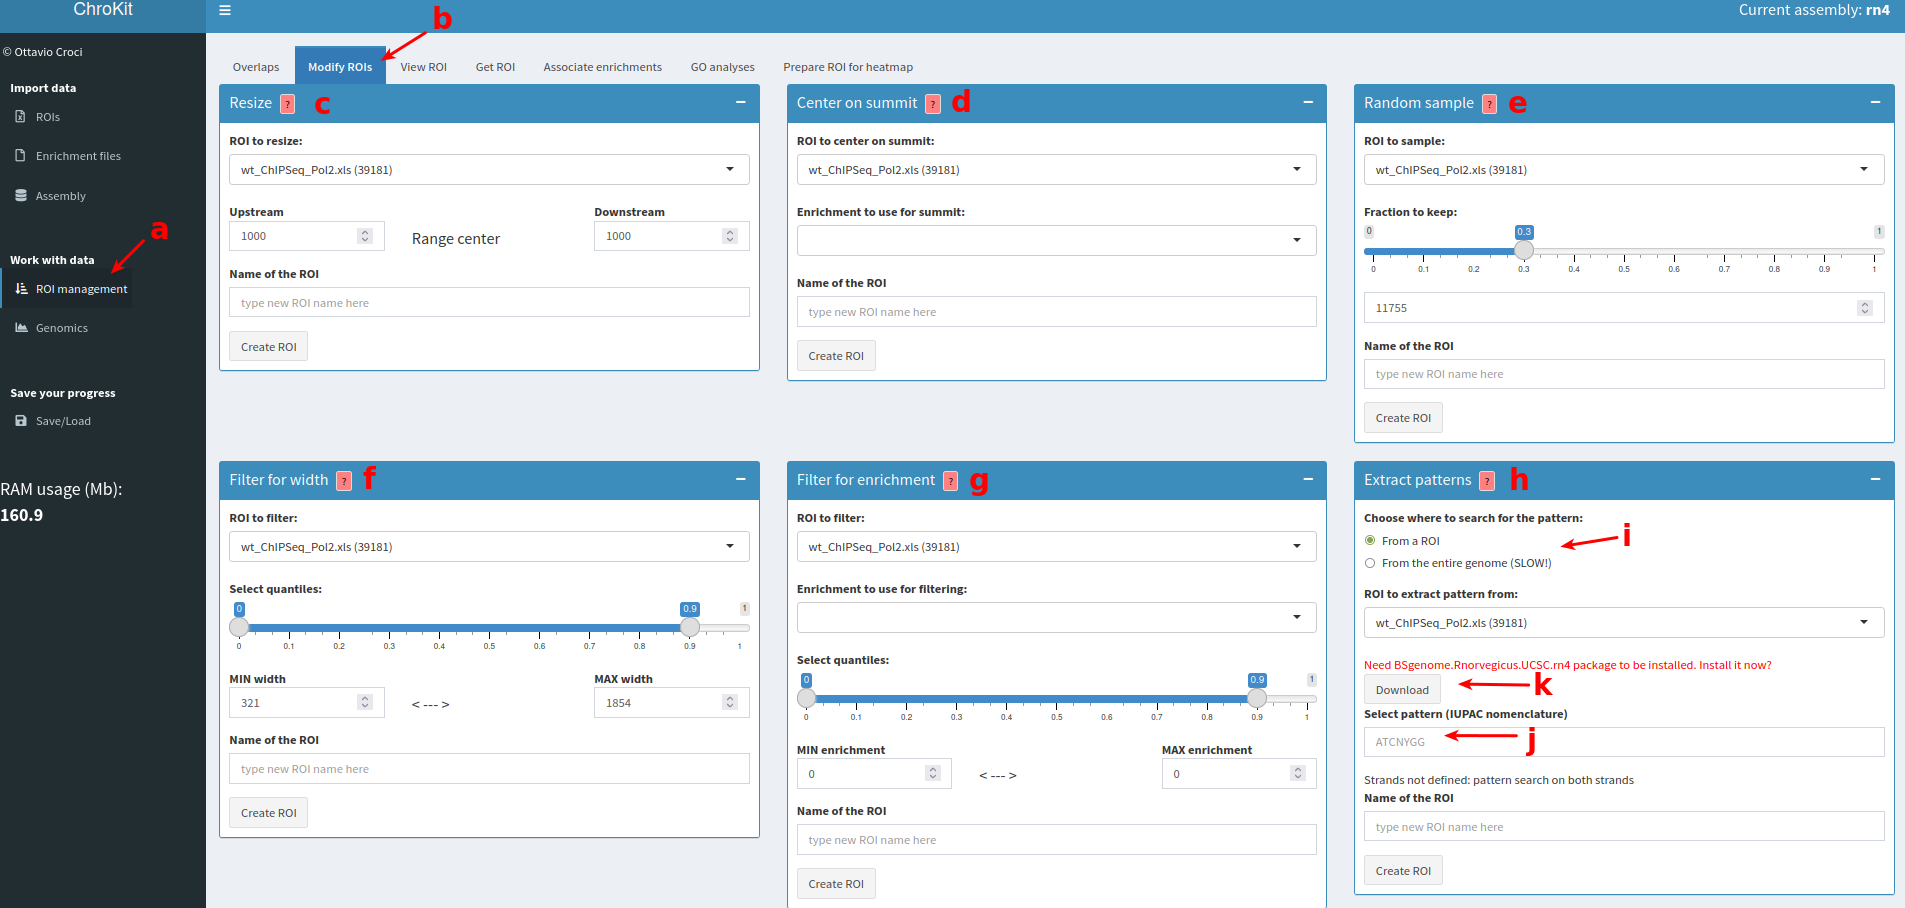 ChroKit
Current assembly: rn4
b
© Ottavio Croci
Import data
ROIs
Enrichment files
Assembly
a
Work with data
ROI management
Genomics
Save your progress
Save/Load
RAM usage (Mb):
160.9
Overlaps Modify ROIs View ROI Get ROI Associate enrichments GO analyses Prepare ROI for heatmap
Resize ? c
ROI to resize:
wt_ChIPSeq_Pol2.xls (39181)
Upstream Downstream
1000 Range center 1000
Name of the ROI
type new ROI name here
Create ROI
Center on summit ? d
ROI to center on summit:
wt_ChIPSeq_Pol2.xls (39181)
Enrichment to use for summit:
Name of the ROI
type new ROI name here
Create ROI
Random sample ? e
ROI to sample:
wt_ChIPSeq_Pol2.xls (39181)
Fraction to keep:
0 0.3 1
0 0.1 0.2 0.3 0.4 0.5 0.6 0.7 0.8 0.9 1
11755
Name of the ROI
type new ROI name here
Create ROI
Filter for width ? f
ROI to filter:
wt_ChIPSeq_Pol2.xls (39181)
Select quantiles:
0 0.9 1
0 0.1 0.2 0.3 0.4 0.5 0.6 0.7 0.8 0.9 1
MIN width MAX width
321 < --- > 1854
Name of the ROI
type new ROI name here
Create ROI
Filter for enrichment ? g
ROI to filter:
wt_ChIPSeq_Pol2.xls (39181)
Enrichment to use for filtering:
Select quantiles:
0 0.9 1
0 0.1 0.2 0.3 0.4 0.5 0.6 0.7 0.8 0.9 1
MIN enrichment MAX enrichment
0 < --- > 0
Name of the ROI
type new ROI name here
Create ROI
Extract patterns ? h
Choose where to search for the pattern:
From a ROI
i
From the entire genome (SLOW!)
ROI to extract pattern from:
wt_ChIPSeq_Pol2.xls (39181)
Need BSgenome.Rnorvegicus.UCSC.rn4 package to be installed. Install it now?
Download k
Select pattern (IUPAC nomenclature)
ATCNYGG j
Strands not defined: pattern search on both strands
Name of the ROI
type new ROI name here
Create ROI